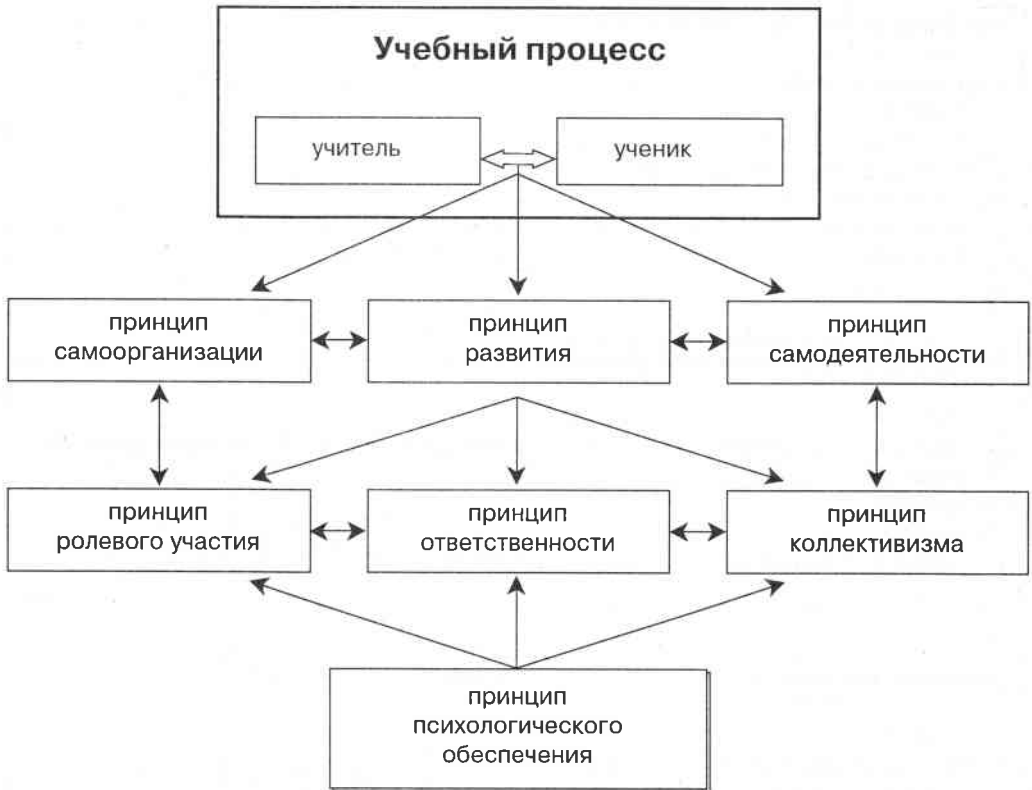 Учебный процесс
учитель
ученик
принцип
самоорганизации
принцип
развития
принцип
самодеятельности
принцип
ролевого участия
принцип
ответственности
принцип
коллективизма
принцип
психологического
обеспечения